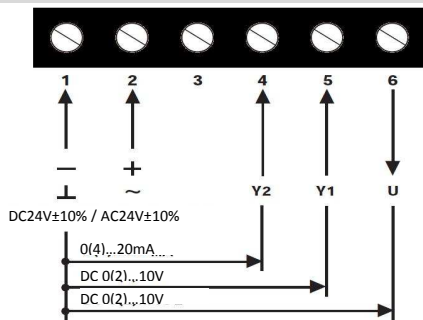 1 2 3 4 5 6
— +
⊥ ~ Y2 Y1 U
DC24V±10% / AC24V±10%
0(4)...20mA
DC 0(2)...10V
DC 0(2)...10V